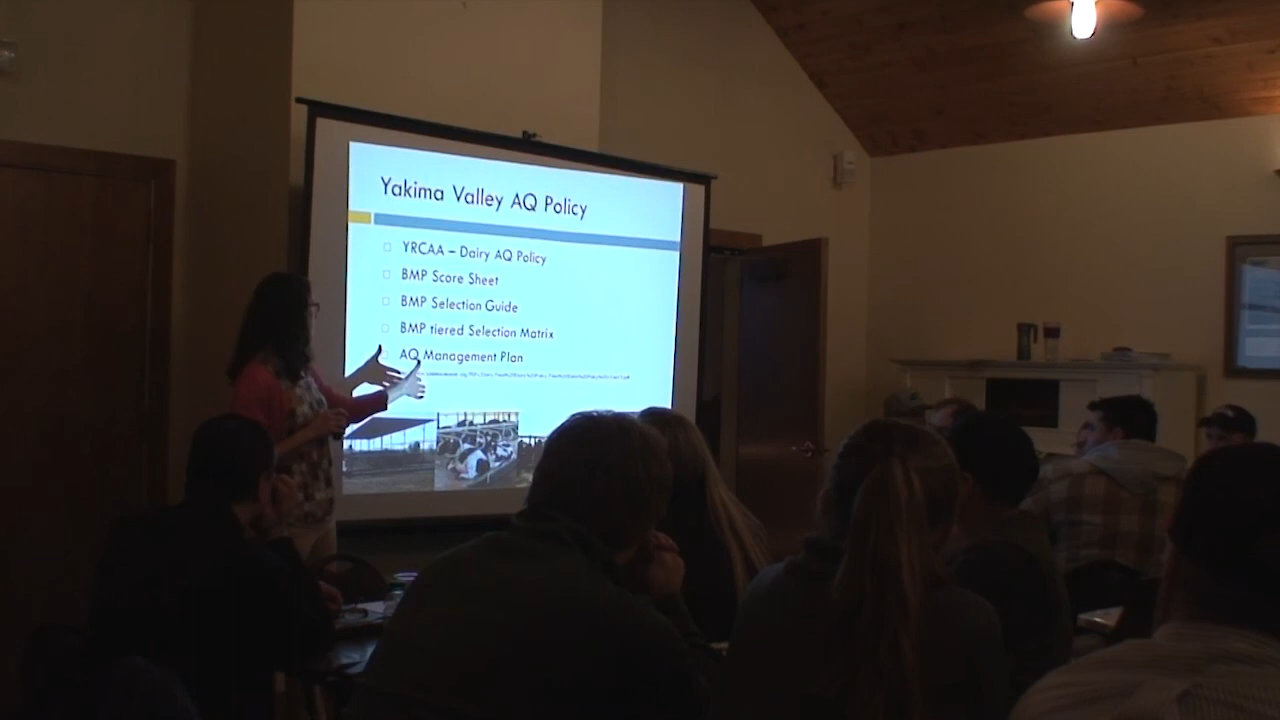 Yakima Valley AQ Policy
YRCAA – Dairy AQ Policy
BMP Score Sheet
BMP Selection Guide
BMP tiered Selection Matrix
AQ Management Plan